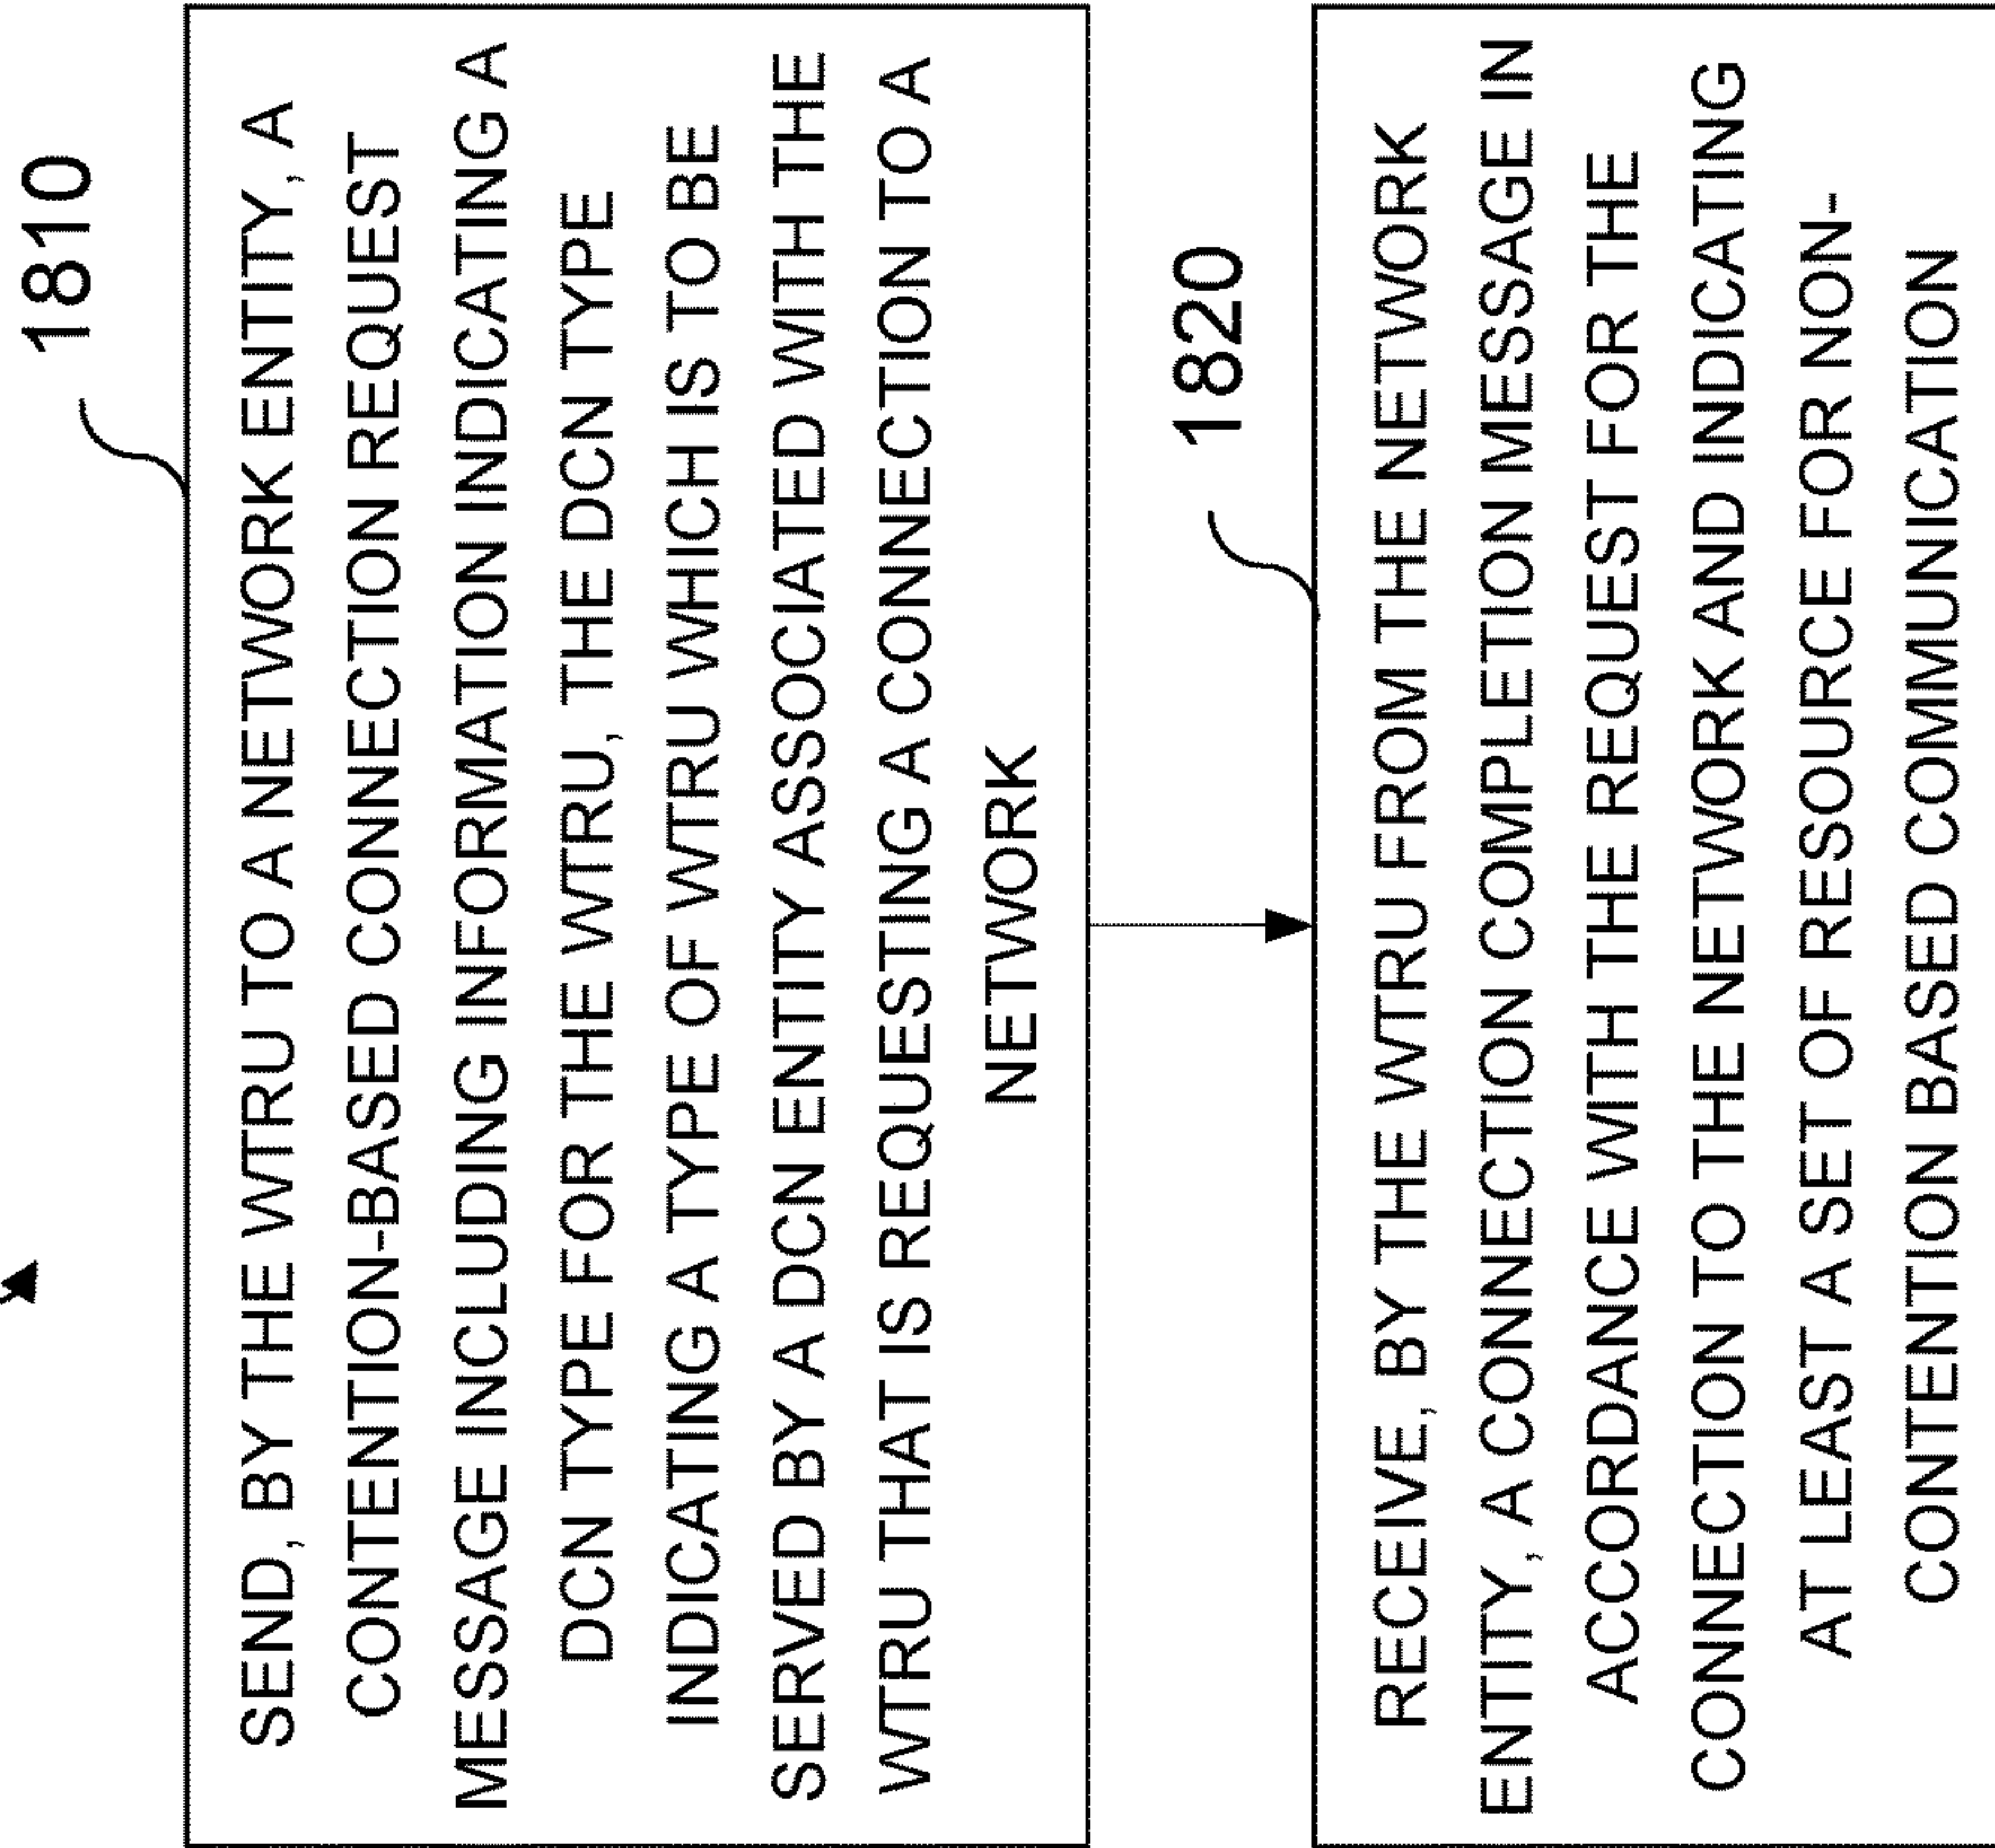 1810
SEND, BY THE WTRU TO A NETWORK ENTITY, A
CONTENTION-BASED CONNECTION REQUEST
MESSAGE INCLUDING INFORMATION INDICATING A
DCN TYPE FOR THE WTRU, THE DCN TYPE
INDICATING A TYPE OF WTRU WHICH IS TO BE
SERVED BY A DCN ENTITY ASSOCIATED WITH THE
WTRU THAT IS REQUESTING A CONNECTION TO A
NETWORK
1820
RECEIVE, BY THE WTRU FROM THE NETWORK
ENTITY, A CONNECTION COMPLETION MESSAGE IN
ACCORDANCE WITH THE REQUEST FOR THE
CONNECTION TO THE NETWORK AND INDICATING
AT LEAST A SET OF RESOURCE FOR NON-
CONTENTION BASED COMMUNICATION